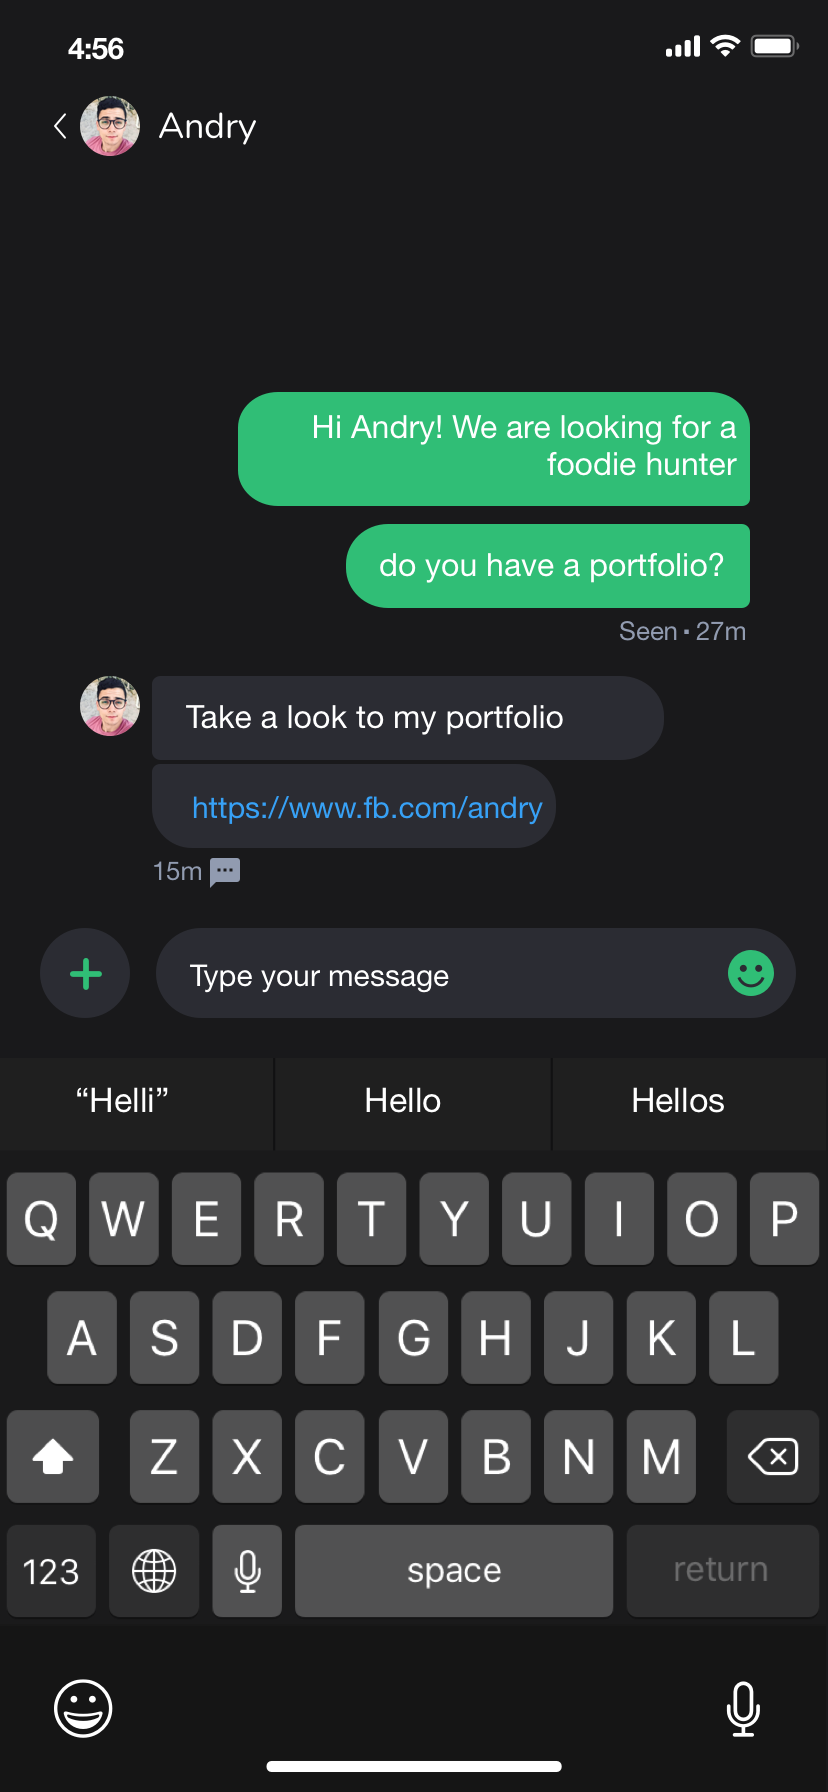 4:56
Andry
Hi Andry! We are looking for a
foodie hunter
do you have a portfolio?
Seen · 27m
Take a look to my portfolio
https://www.fb.com/andry
15m
Type your message
“Helli” Hello Hellos
Q W E R T Y U I O P
A S D F G H J K L
Z X C V B N M
123 space return